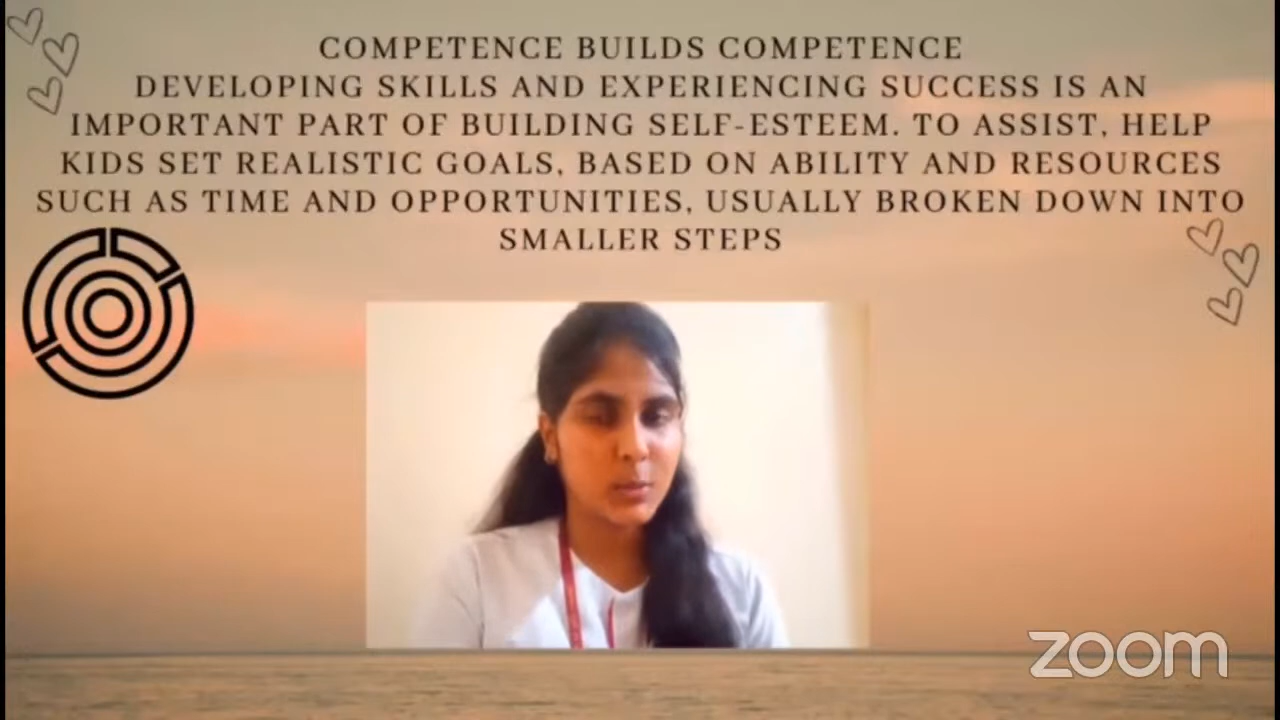 COMPETENCE BUILDS COMPETENCE
DEVELOPING SKILLS AND EXPERIENCING SUCCESS IS AN
IMPORTANT PART OF BUILDING SELF-ESTEEM. TO ASSIST, HELP
KIDS SET REALISTIC GOALS, BASED ON ABILITY AND RESOURCES
SUCH AS TIME AND OPPORTUNITIES, USUALLY BROKEN DOWN INTO
SMALLER STEPS
zoom